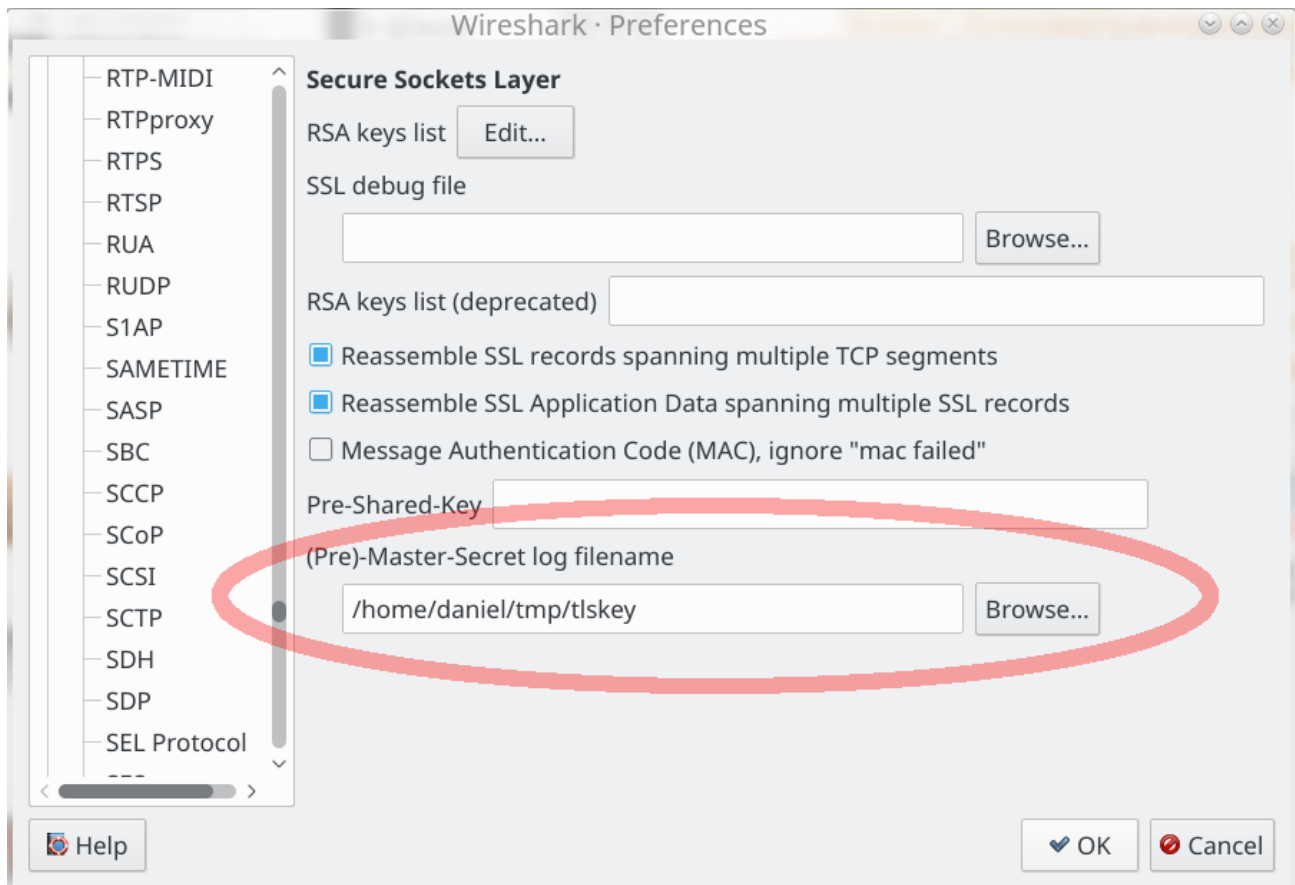 Wireshark · Preferences
RTP-MIDI
RTPproxy
RTPS
RTSP
RUA
RUDP
S1AP
SAMETIME
SASP
SBC
SCCP
SCoP
SCSI
SCTP
SDH
SDP
SEL Protocol
Secure Sockets Layer
RSA keys list Edit...
SSL debug file
Browse...
RSA keys list (deprecated)
Reassemble SSL records spanning multiple TCP segments
Reassemble SSL Application Data spanning multiple SSL records
Message Authentication Code (MAC), ignore "mac failed"
Pre-Shared-Key
(Pre)-Master-Secret log filename
/home/daniel/tmp/tlskey Browse...
Help OK Cancel